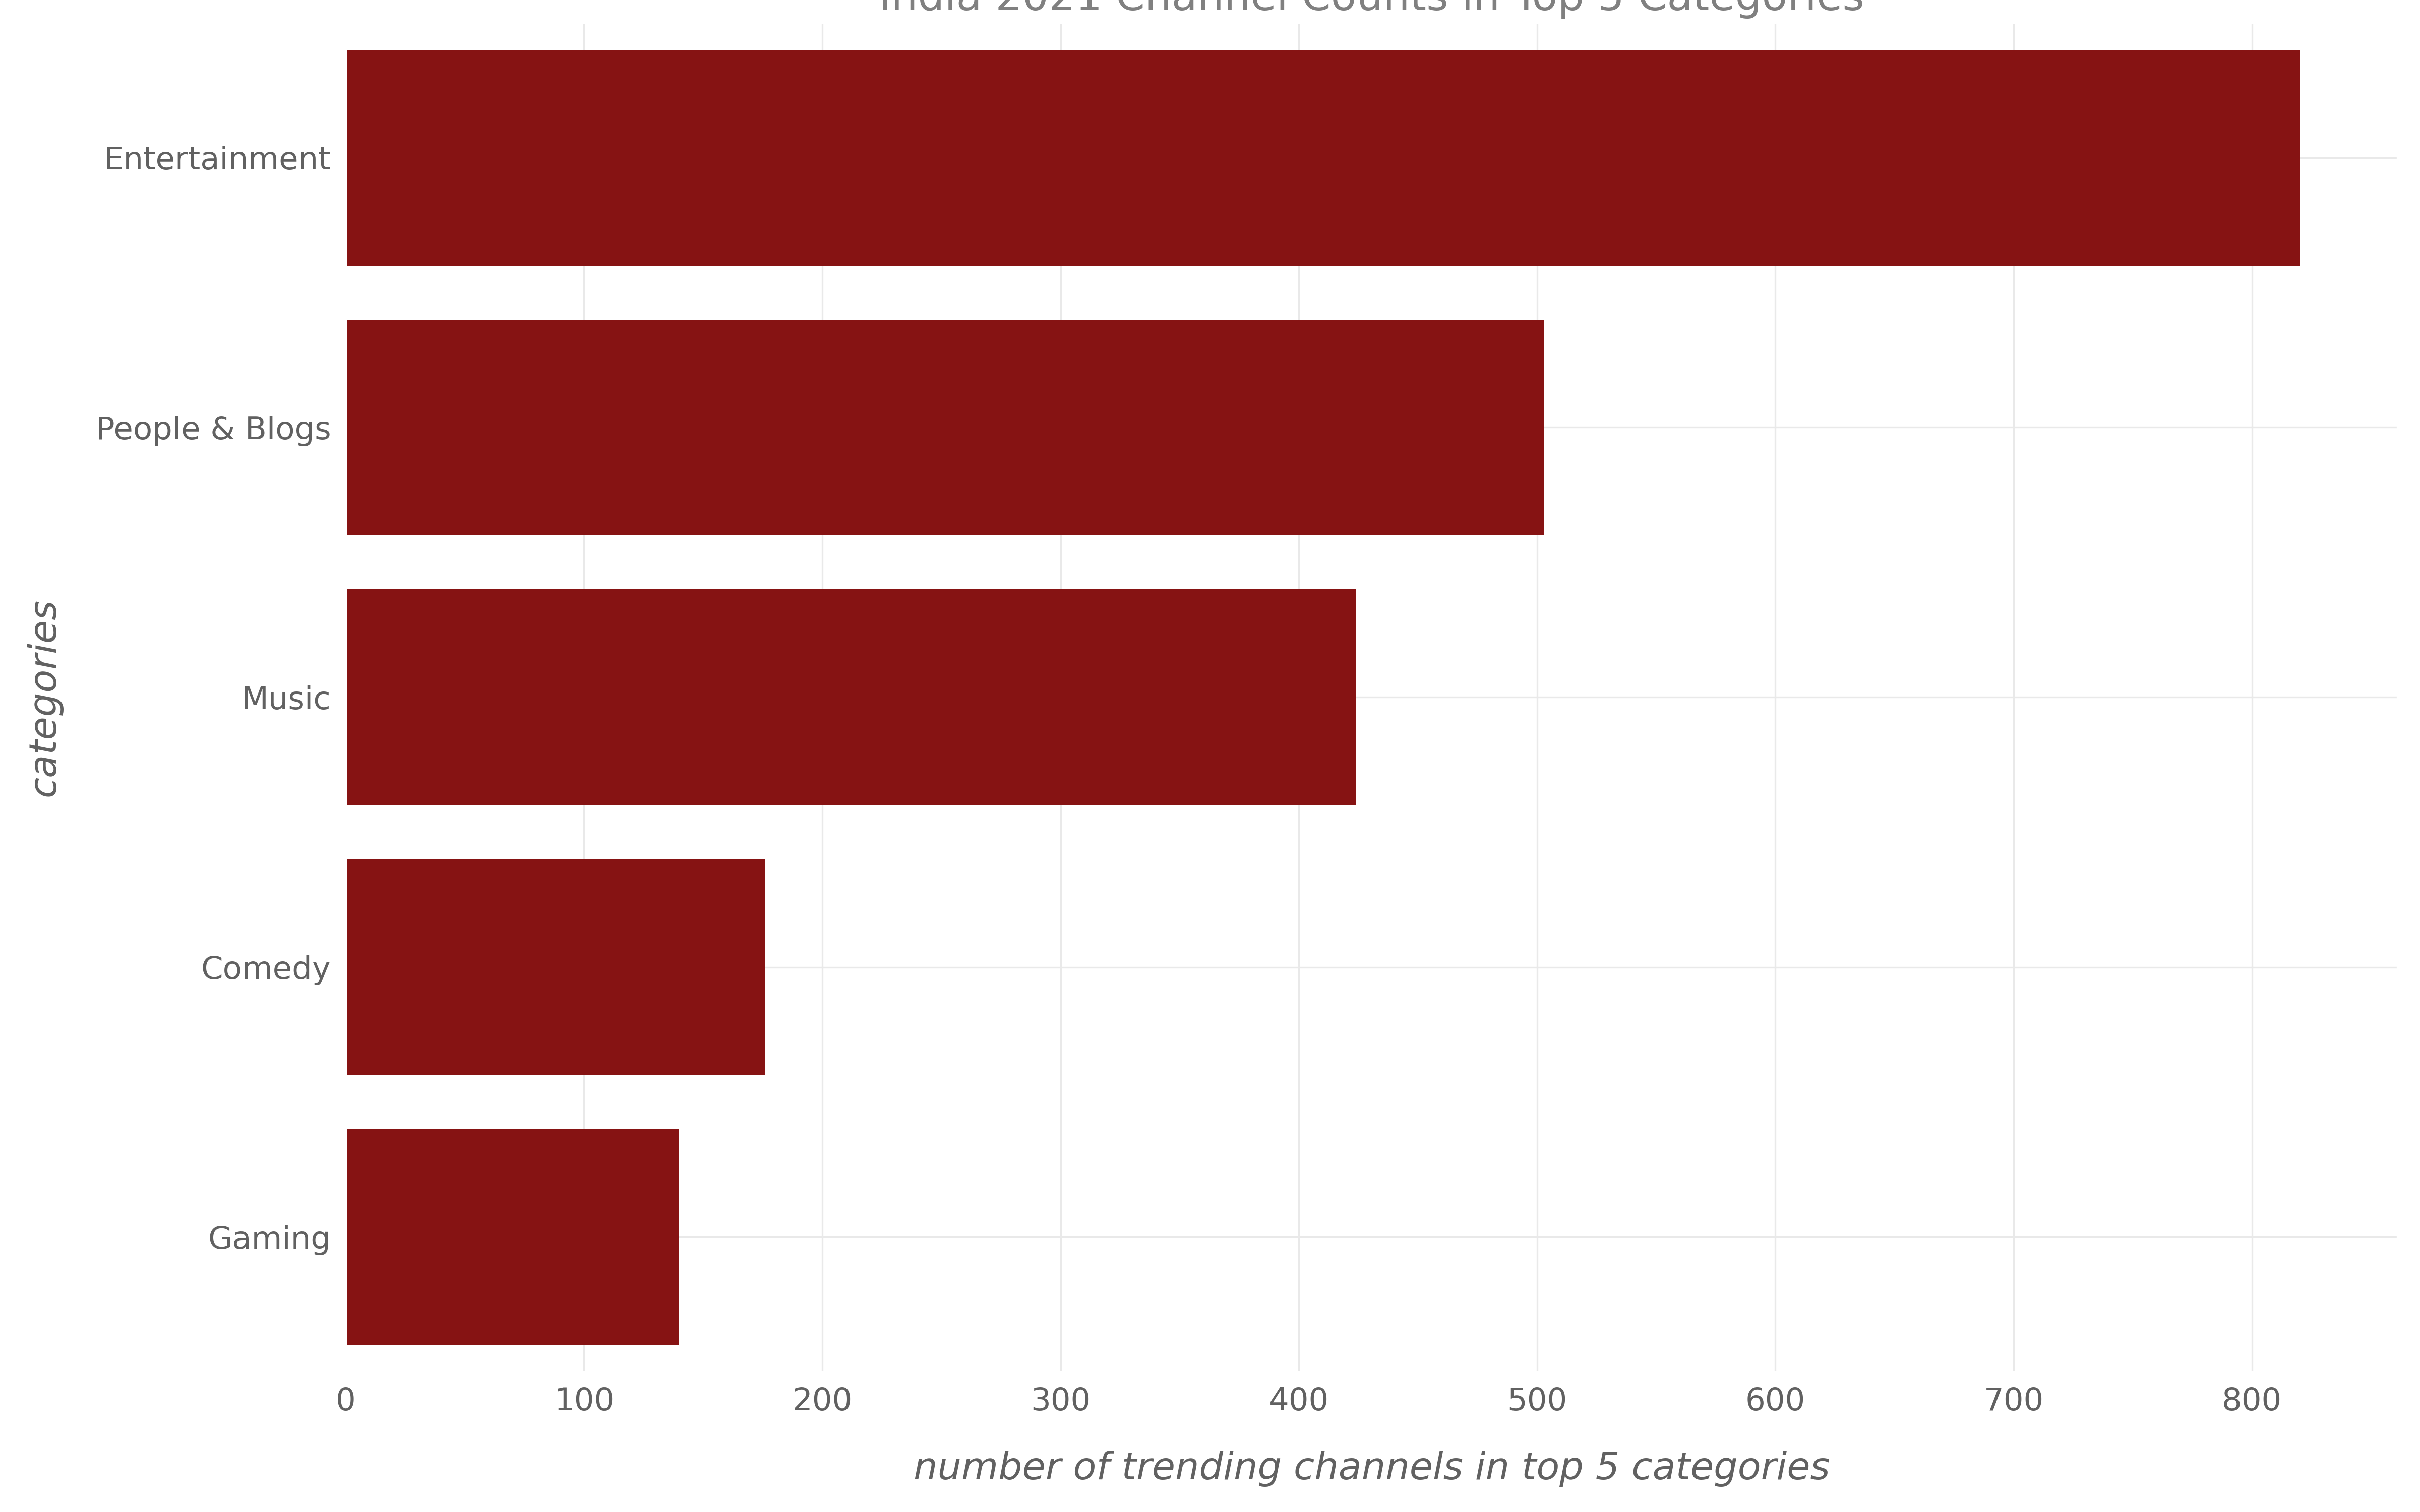 India 2021 Channel Counts in Top 5 Categories
Entertainment
People & Blogs
Music
Comedy
Gaming
categories
0 100 200 300 400 500 600 700 800
number of trending channels in top 5 categories